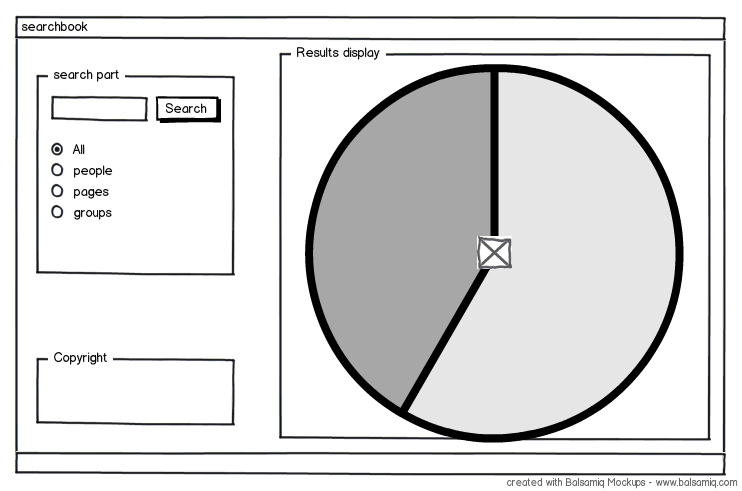 searchbook
search part
Search
All
people
pages
groups
Copyright
Results display
created with Balsamiq Mockups - www.balsamiq.com